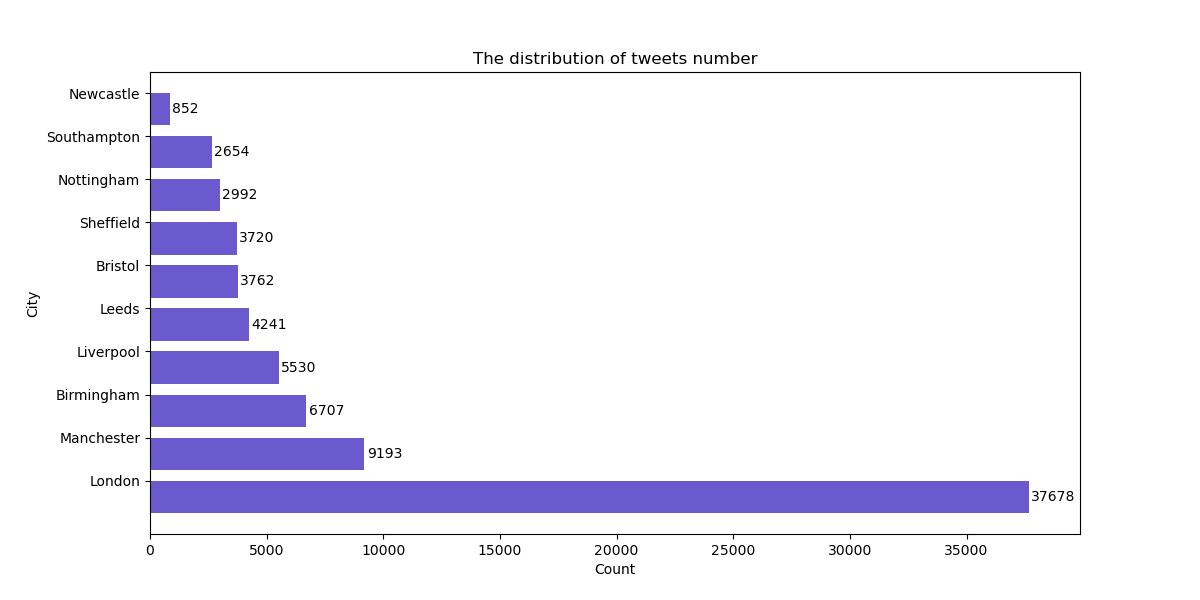 The distribution of tweets number
Newcastle 852
Southampton 2654
Nottingham 2992
Sheffield 3720
Bristol 3762
Leeds 4241
Liverpool 5530
Birmingham 6707
Manchester 9193
London 37678
City
0 5000 10000 15000 20000 25000 30000 35000
Count